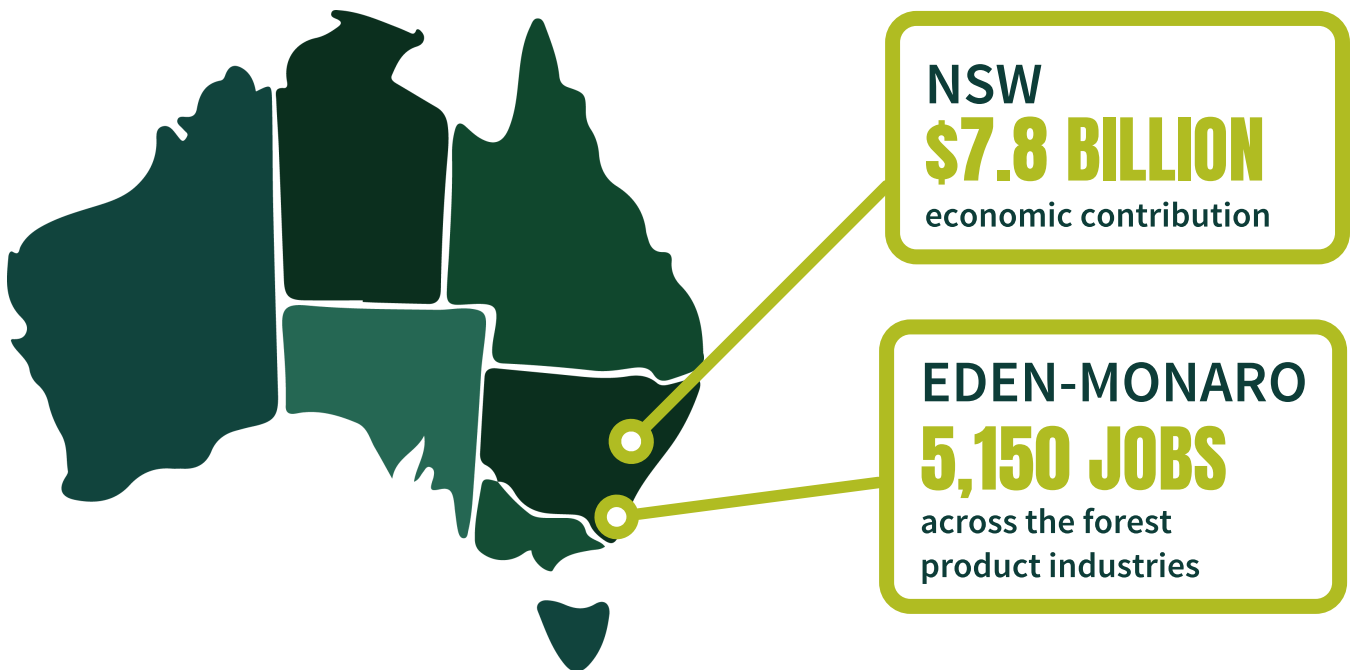 NSW
$7.8 BILLION
economic contribution
EDEN-MONARO
5,150 JOBS
across the forest
product industries